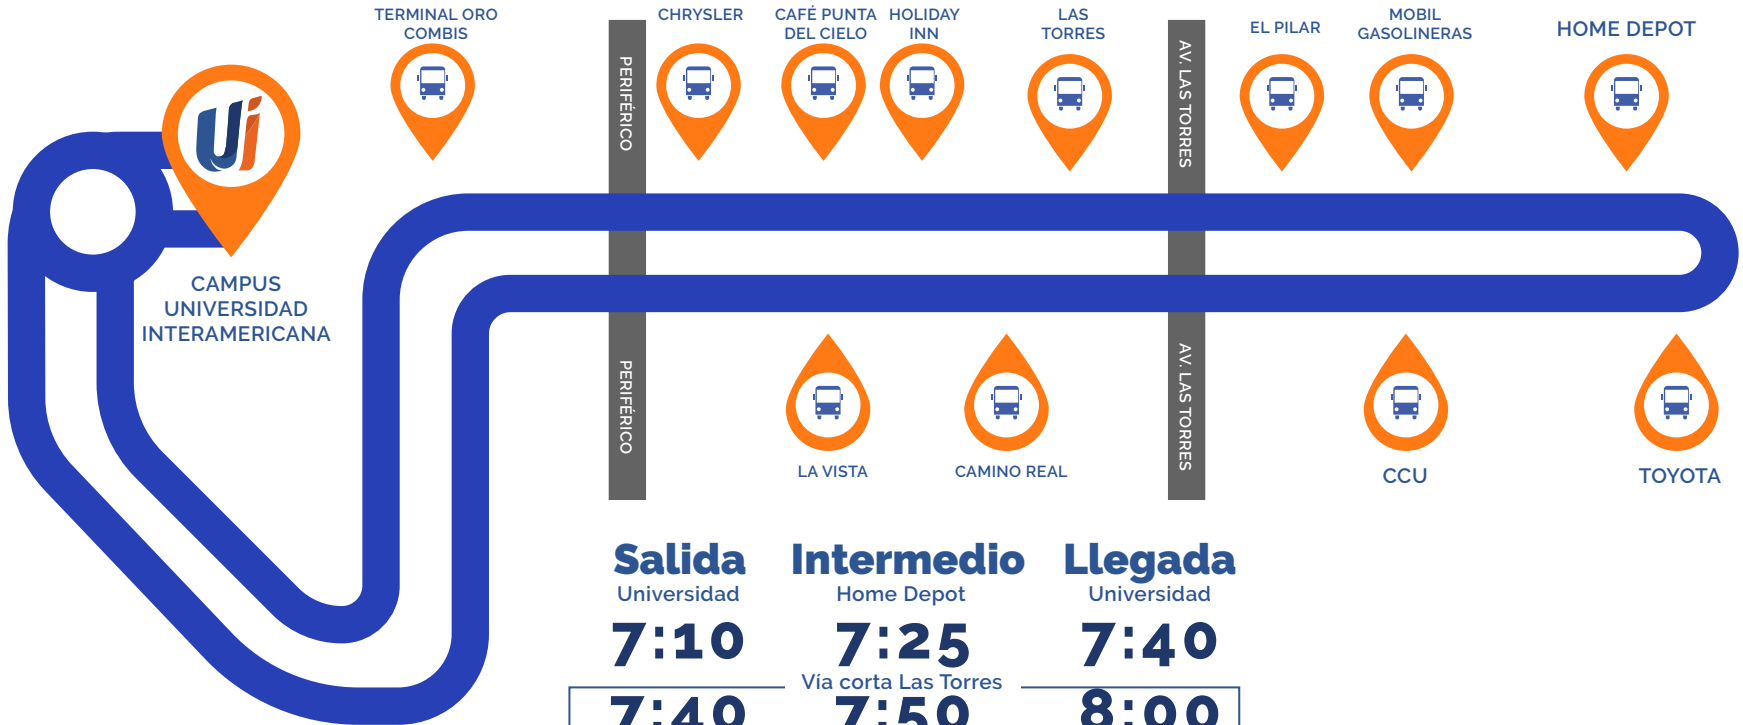 TERMINAL ORO
COMBIS
CHRYSLER
CAFÉ PUNTA
DEL CIELO
HOLIDAY
INN
LAS
TORRES
EL PILAR
MOBIL
GASOLINERAS
HOME DEPOT
PERIFÉRICO
AV. LAS TORRES
Ui
CAMPUS
UNIVERSIDAD
INTERAMERICANA
PERIFÉRICO
AV. LAS TORRES
LA VISTA
CAMINO REAL
CCU
TOYOTA
Salida Intermedio Llegada
Universidad Home Depot Universidad
7:10 7:25 7:40
Vía corta Las Torres
7:40 7:50 8:00